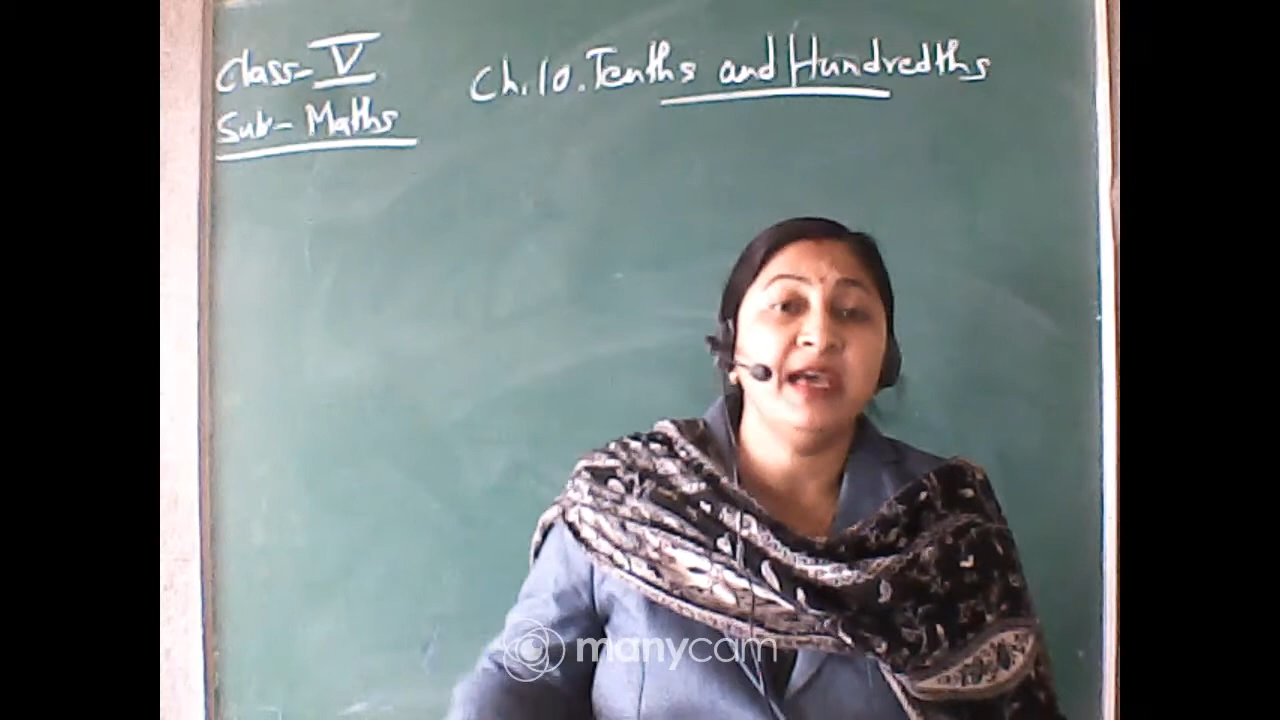 Class- V
Sub- Maths
Ch.10. Tenths and Hundredths
manycam